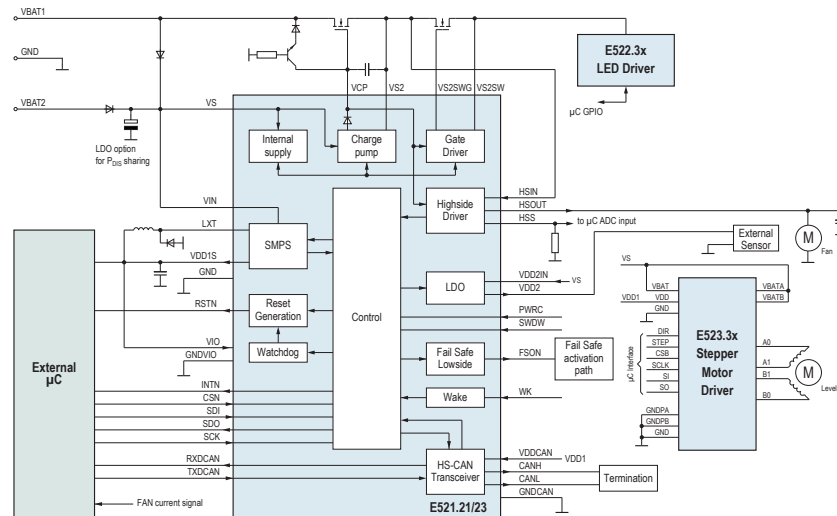 VBAT1
GND
VBAT2
LDO option
for PDIS sharing
VS
VCP
VS2
VS2SWG
VS2SW
E522.3x
LED Driver
µC GPIO
Internal
supply
Charge
pump
Gate
Driver
VIN
LXT
SMPS
VDD1S
GND
Highside
Driver
HSIN
HSOUT
HSS
to µC ADC input
M
Fan
External
Sensor
RSTN
Reset
Generation
Watchdog
VIO
GNDVIO
Control
LDO
VDD2IN
VS
VDD2
PWRC
SWDW
Fail Safe
Lowside
FSON
Fail Safe
activation
path
Wake
WK
External
µC
INTN
CSN
SDI
SDO
SCK
RXDCAN
TXDCAN
FAN current signal
HS-CAN
Transceiver
VDDCAN
VDD1
CANH
CANL
GNDCAN
Termination
E521.21/23
VS
VBAT
VDD1
VDD
GND
VBATA
VBATB
E523.3x
Stepper
Motor
Driver
µC Interface
DIR
STEP
CSB
SCLK
SI
SO
GNDPA
GNDPB
GND
A0
A1
B1
B0
M
Level